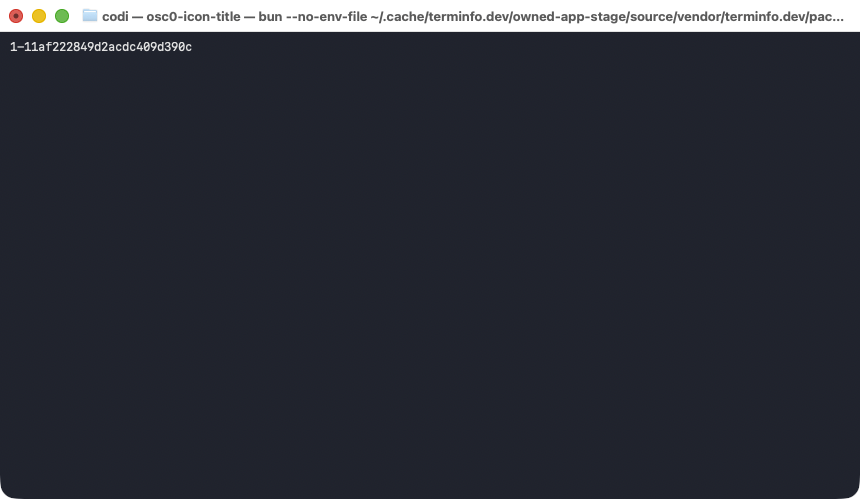 codi — osc0-icon-title — bun --no-env-file ~/.cache/terminfo.dev/owned-app-stage/source/vendor/terminfo.dev/pac...
1—11af222849d2acdc409d390c